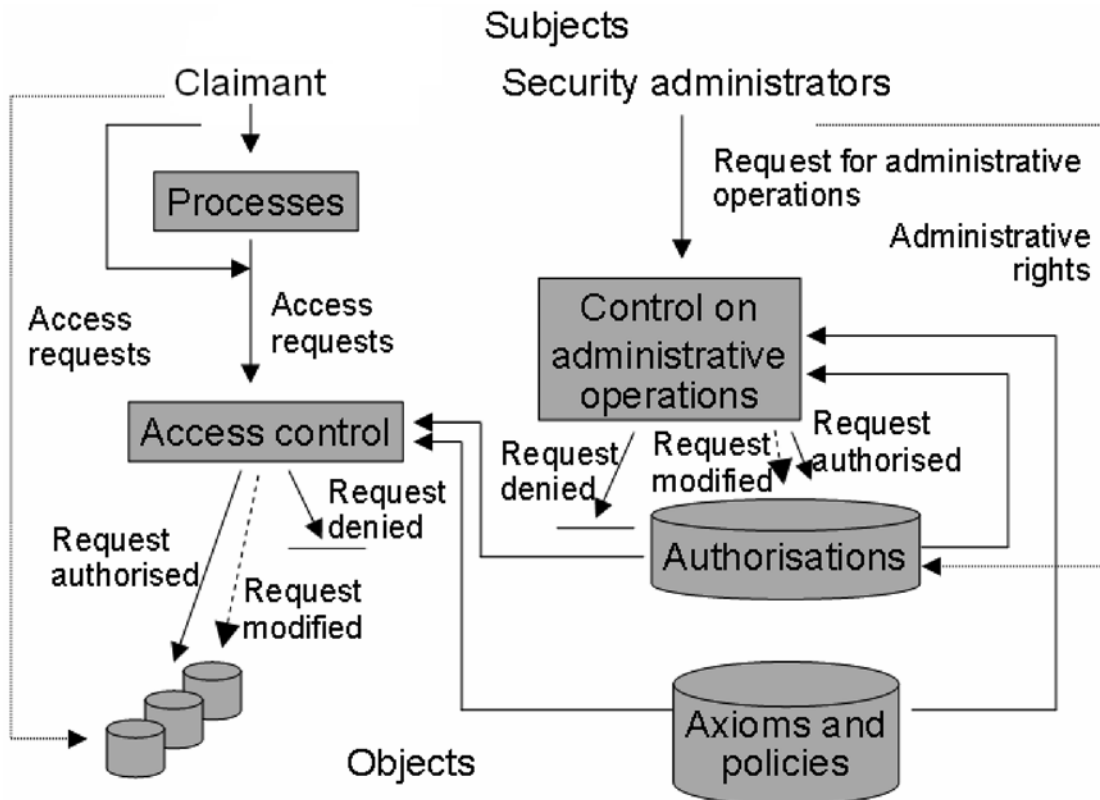 Subjects
Claimant
Security administrators
Request for administrative
operations
Processes
Administrative
rights
Access
requests
Access
requests
Control on
administrative
operations
Access control
Request
denied
Request
modified
Request
authorised
Request
denied
Request
authorised
Request
modified
Authorisations
Axioms and
policies
Objects